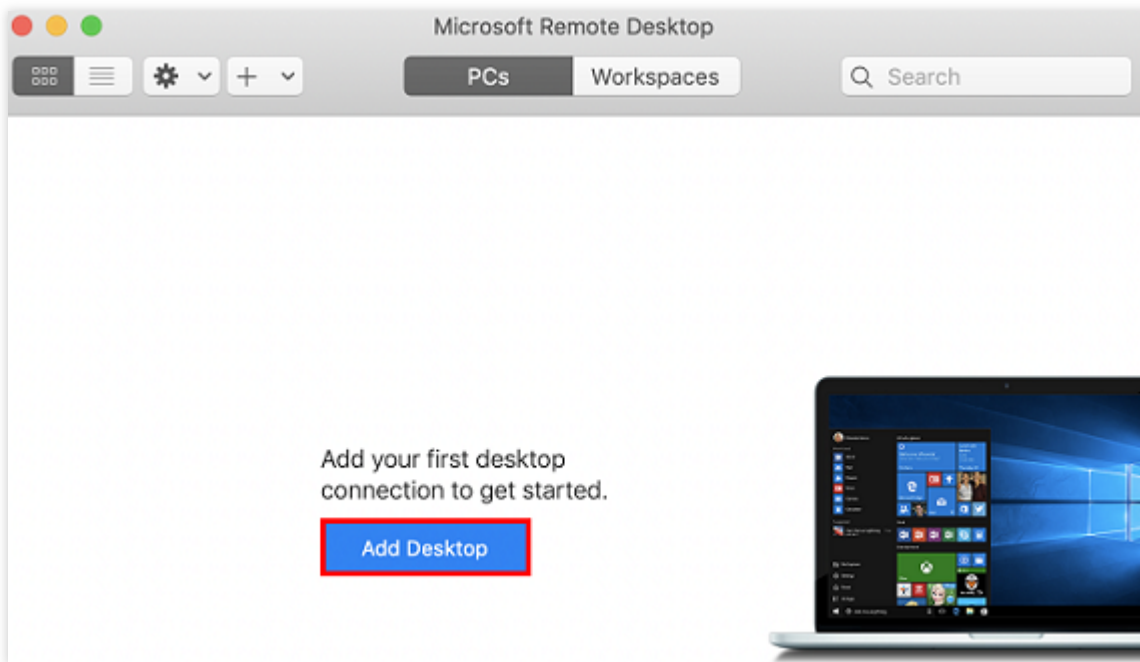 Microsoft Remote Desktop
PCs
Workspaces
Search
Add your first desktop
connection to get started.
Add Desktop